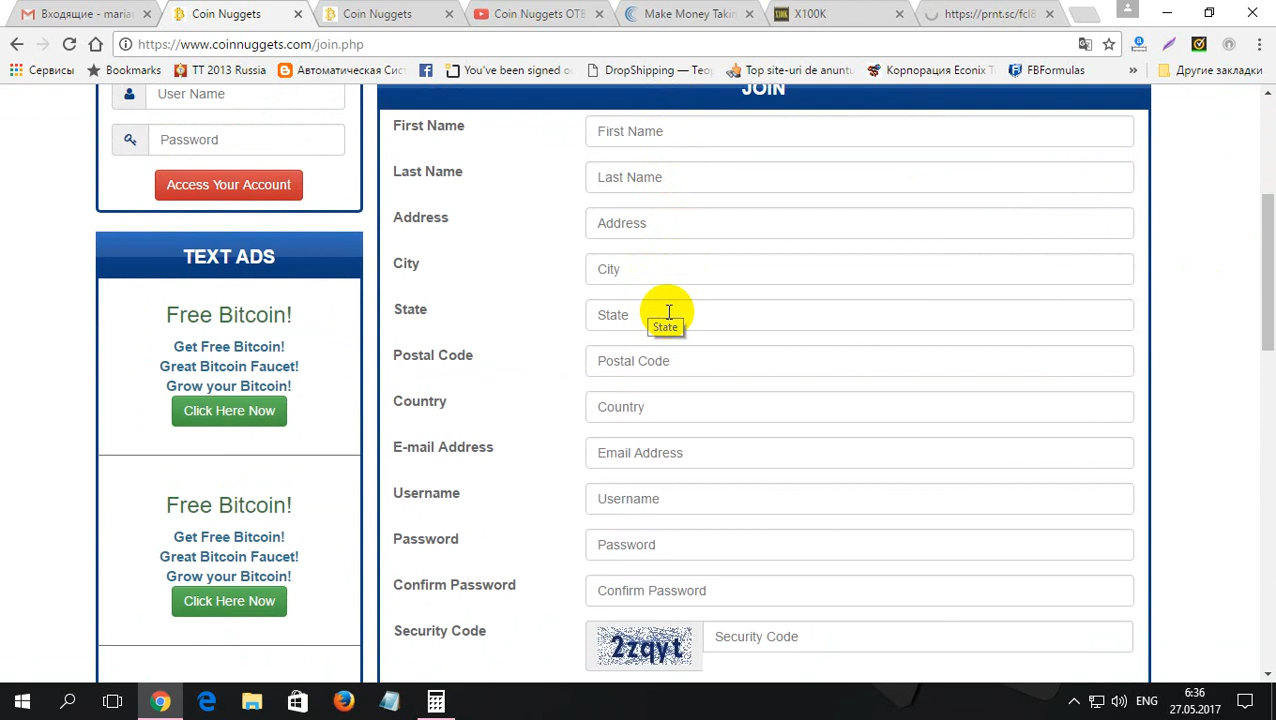 Входящие - maria
Coin Nuggets
Coin Nuggets
Coin Nuggets ОТЕ
Make Money Takin
X100K
https://prnt.sc/fcl8
https://www.coinnuggets.com/join.php
Сервисы
Bookmarks
TT 2013 Russia
Автоматическая Сис
You've been signed o
DropShipping — Тео
Top site-uri de anuntu
Корпорация Econix Т
FBFormulas
»
Другие закладки
User Name
Password
Access Your Account
TEXT ADS
Free Bitcoin!
Get Free Bitcoin!
Great Bitcoin Faucet!
Grow your Bitcoin!
Click Here Now
Free Bitcoin!
Get Free Bitcoin!
Great Bitcoin Faucet!
Grow your Bitcoin!
Click Here Now
JOIN
First Name First Name
Last Name Last Name
Address Address
City City
State State
State
Postal Code Postal Code
Country Country
E-mail Address Email Address
Username Username
Password Password
Confirm Password Confirm Password
Security Code 2zqyt Security Code
ENG
6:36
27.05.2017